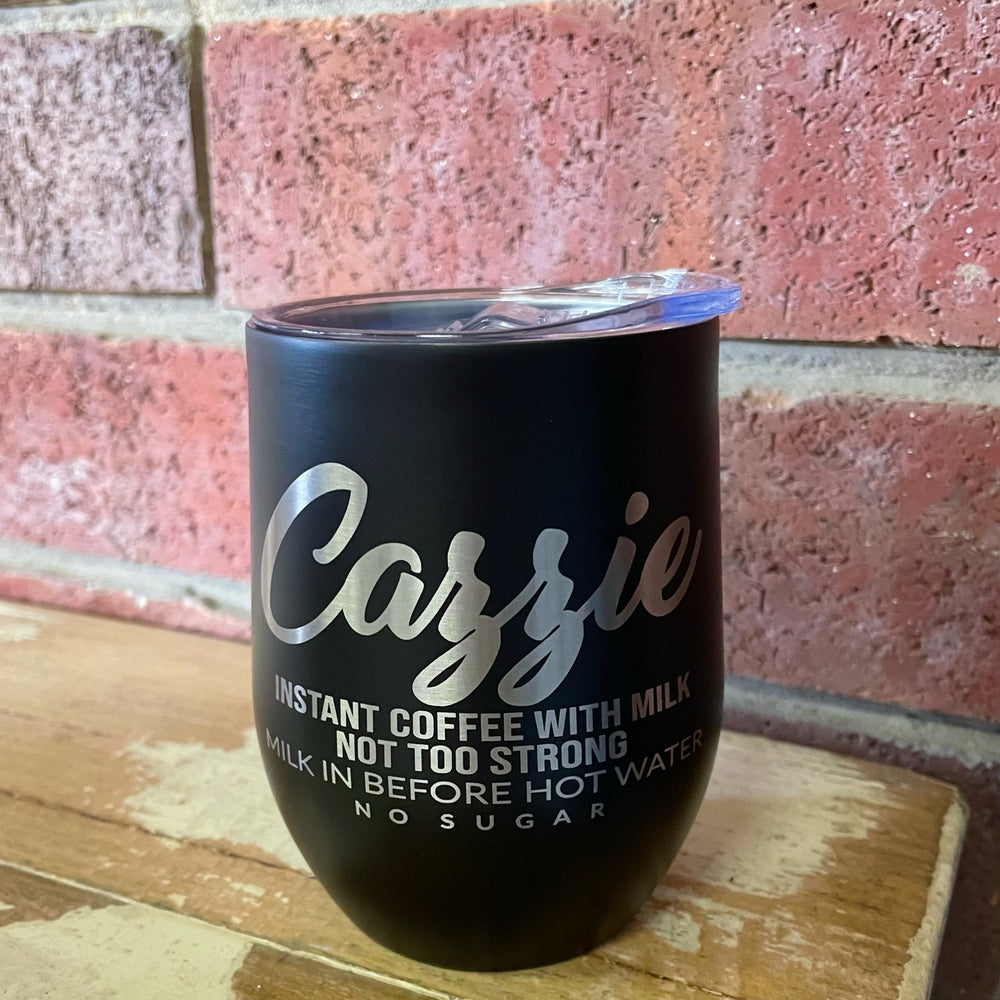 Cazzie
INSTANT COFFEE WITH MILK
NOT TOO STRONG
MILK IN BEFORE HOT WATER
NO SUGAR